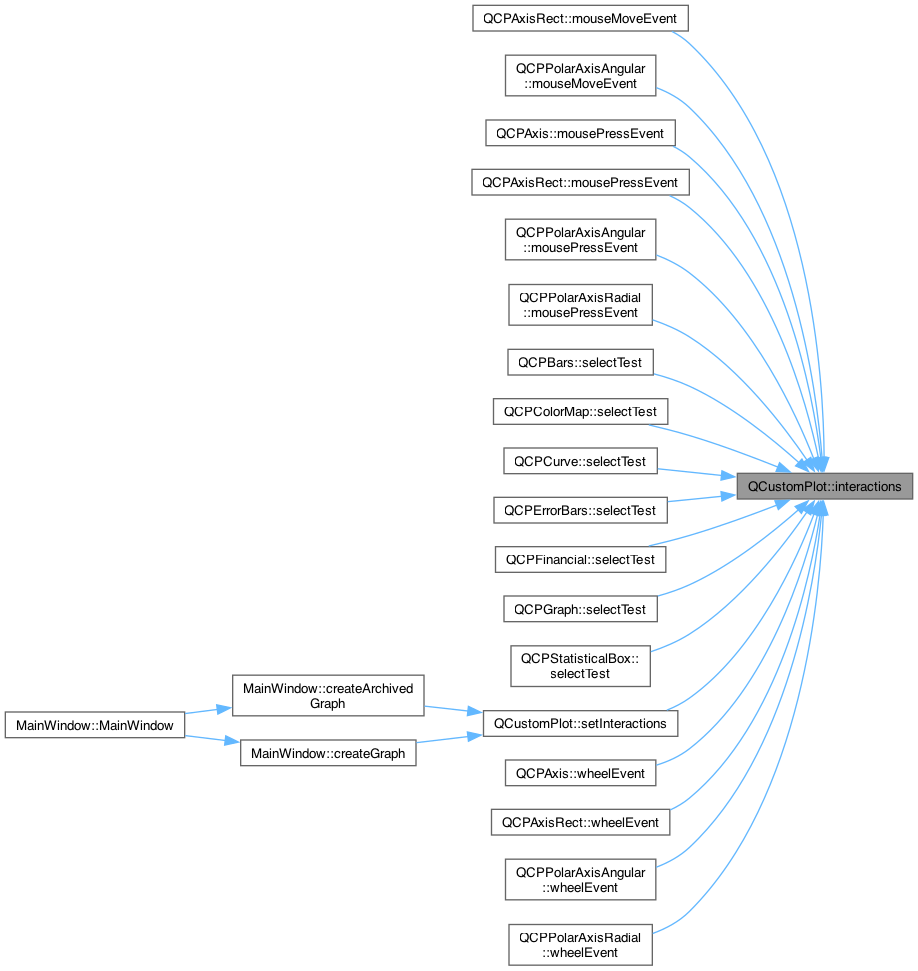 QCPAxisRect::mouseMoveEvent
QCPPolarAxisAngular
::mouseMoveEvent
QCPAxis::mousePressEvent
QCPAxisRect::mousePressEvent
QCPPolarAxisAngular
::mousePressEvent
QCPPolarAxisRadial
::mousePressEvent
QCPBars::selectTest
QCPColorMap::selectTest
QCPCurve::selectTest
QCustomPlot::interactions
QCPErrorBars::selectTest
QCPFinancial::selectTest
QCPGraph::selectTest
QCPStatisticalBox::
selectTest
MainWindow::createArchived
Graph
MainWindow::MainWindow
QCustomPlot::setInteractions
MainWindow::createGraph
QCPAxis::wheelEvent
QCPAxisRect::wheelEvent
QCPPolarAxisAngular
::wheelEvent
QCPPolarAxisRadial
::wheelEvent